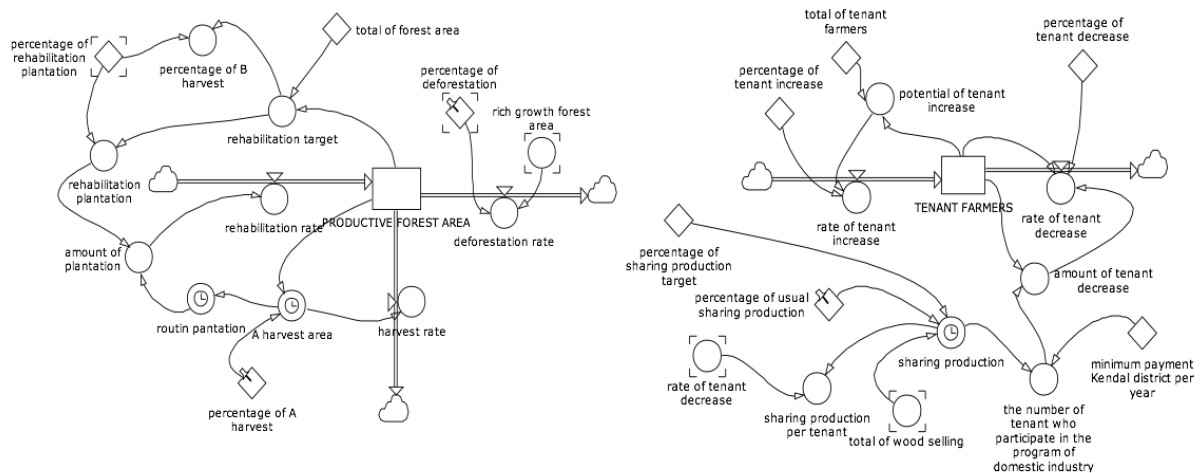 percentage of
rehabilitation
plantation
percentage of B
harvest
total of forest area
rehabilitation target
percentage of
deforestation
rich growth forest
area
rehabilitation
plantation
rehabilitation rate
PRODUCTIVE FOREST AREA
deforestation rate
amount of
plantation
routin pantation
A harvest area
harvest rate
percentage of A
harvest
total of tenant
farmers
percentage of
tenant decrease
percentage of
tenant increase
potential of tenant
increase
TENANT FARMERS
rate of tenant
increase
rate of tenant
decrease
percentage of
sharing production
target
amount of tenant
decrease
percentage of usual
sharing production
sharing production
minimum payment
Kendal district per
year
rate of tenant
decrease
sharing production
per tenant
total of wood selling
the number of
tenant who
participate in the
program of
domestic industry